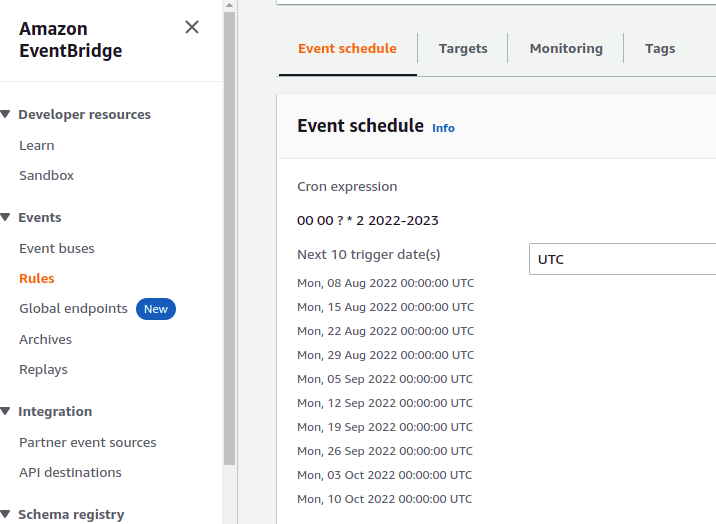 Amazon
EventBridge
Developer resources
Learn
Sandbox
Events
Event buses
Rules
Global endpoints New
Archives
Replays
Integration
Partner event sources
API destinations
Schema registry
Event schedule Targets Monitoring Tags
Event schedule Info
Cron expression
00 00 ? * 2 2022-2023
Next 10 trigger date(s)
UTC
Mon, 08 Aug 2022 00:00:00 UTC
Mon, 15 Aug 2022 00:00:00 UTC
Mon, 22 Aug 2022 00:00:00 UTC
Mon, 29 Aug 2022 00:00:00 UTC
Mon, 05 Sep 2022 00:00:00 UTC
Mon, 12 Sep 2022 00:00:00 UTC
Mon, 19 Sep 2022 00:00:00 UTC
Mon, 26 Sep 2022 00:00:00 UTC
Mon, 03 Oct 2022 00:00:00 UTC
Mon, 10 Oct 2022 00:00:00 UTC